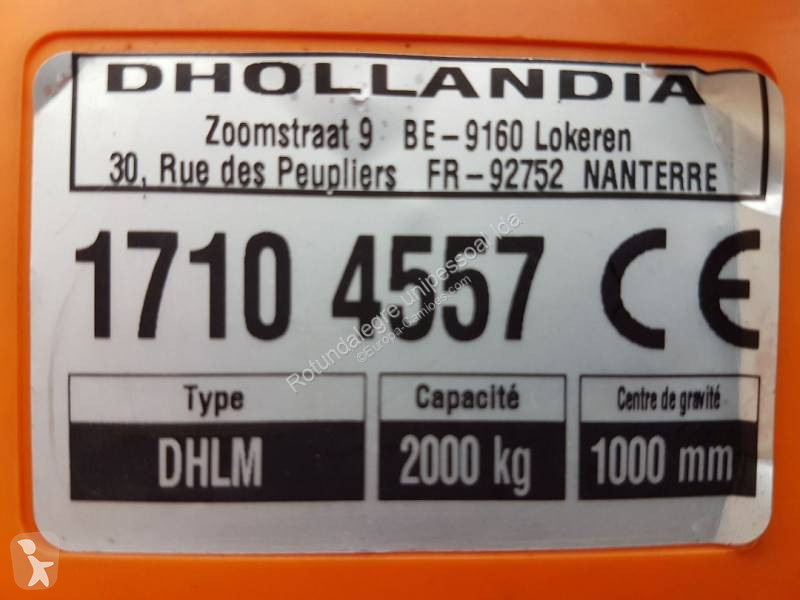 DHOLLANDIA
Zoomstraat 9 BE-9160 Lokeren
30, Rue des Peupliers FR-92752 NANTERRE
1710 4557 CE
Type Capacité Centre de gravité
DHLM 2000 kg 1000 mm
Rotundalegre unipessoal lda
©Europa-Camiões.com